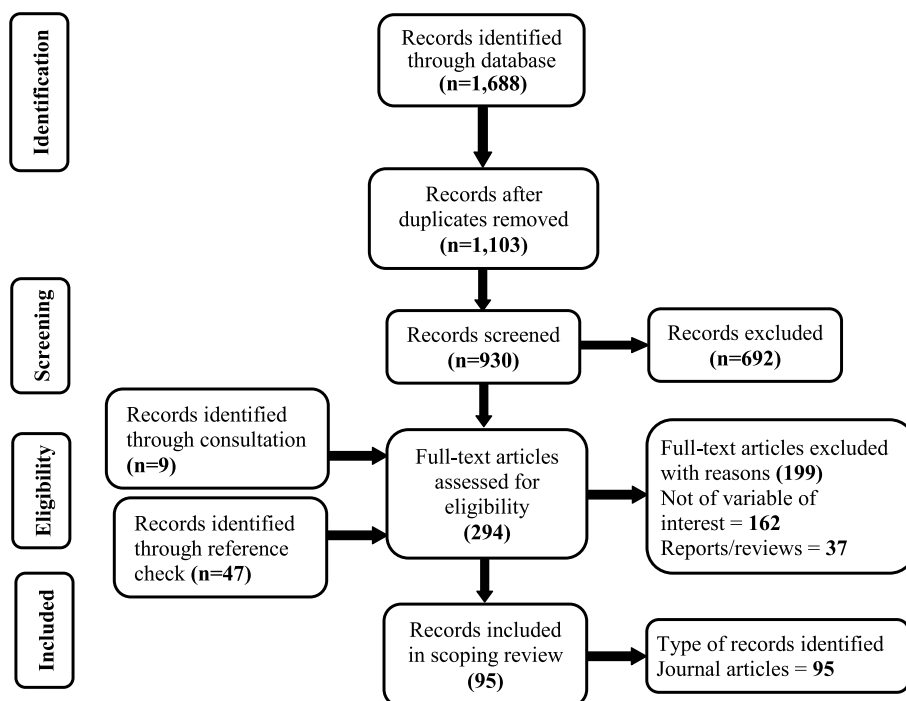 Identification
Records identified
through database
(n=1,688)
Records after
duplicates removed
(n=1,103)
Screening
Records screened
(n=930)
Records excluded
(n=692)
Eligibility
Records identified
through consultation
(n=9)
Records identified
through reference
check (n=47)
Full-text articles
assessed for
eligibility
(294)
Full-text articles excluded
with reasons (199)
Not of variable of
interest = 162
Reports/reviews = 37
Included
Records included
in scoping review
(95)
Type of records identified
Journal articles = 95